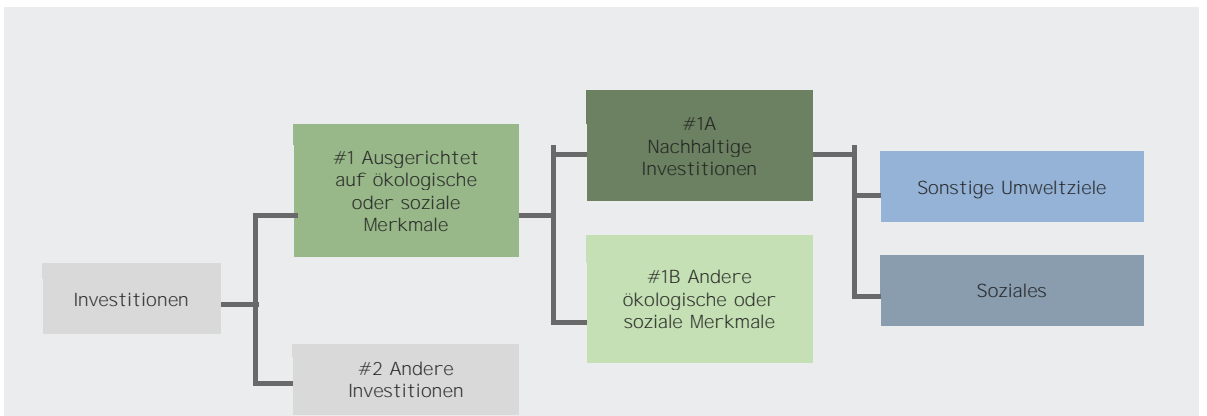 Investitionen
#1 Ausgerichtet
auf ökologische
oder soziale
Merkmale
#2 Andere
Investitionen
#1A
Nachhaltige
Investitionen
#1B Andere
ökologische oder
soziale Merkmale
Sonstige Umweltziele
Soziales